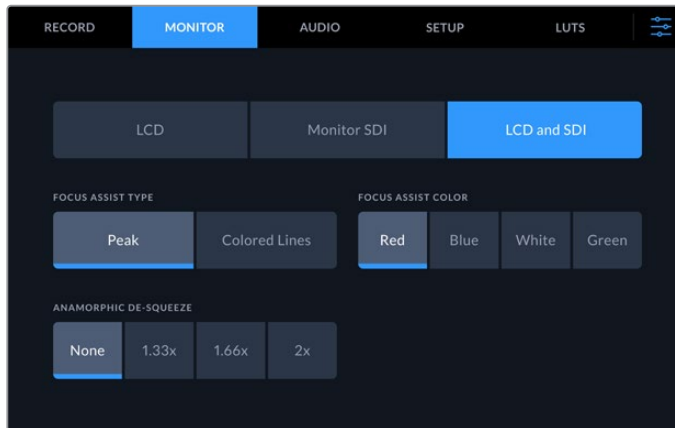 RECORD MONITOR AUDIO SETUP LUTS
LCD Monitor SDI LCD and SDI
FOCUS ASSIST TYPE FOCUS ASSIST COLOR
Peak Colored Lines Red Blue White Green
ANAMORPHIC DE-SQUEEZE
None 1.33x 1.66x 2x